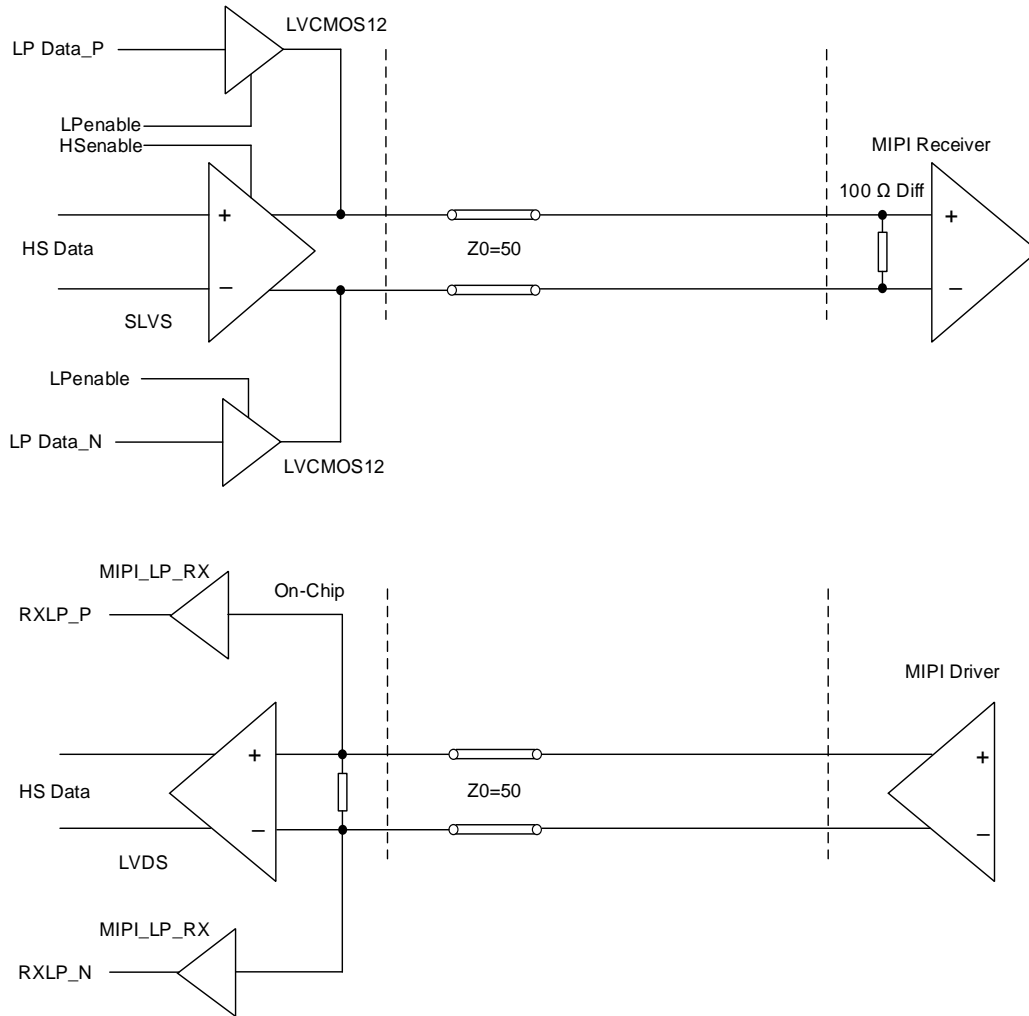 LVCMOS12
LP Data_P
LPenable
HSenable
MIPI Receiver
100 Ω Diff
+
+
HS Data
Z0=50
−
−
SLVS
LPenable
LP Data_N
LVCMOS12
MIPI_LP_RX
On-Chip
RXLP_P
MIPI Driver
+
+
HS Data
Z0=50
−
−
LVDS
MIPI_LP_RX
RXLP_N